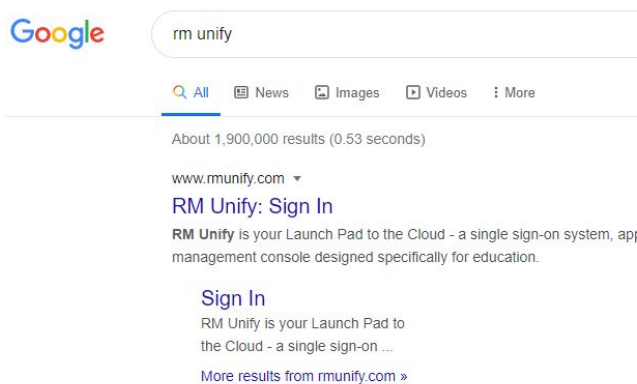 Google
rm unify
All News Images Videos More
About 1,900,000 results (0.53 seconds)
www.rmunify.com
RM Unify: Sign In
RM Unify is your Launch Pad to the Cloud - a single sign-on system,
management console designed specifically for education.
Sign In
RM Unify is your Launch Pad to
the Cloud - a single sign-on ...
More results from rmunify.com »